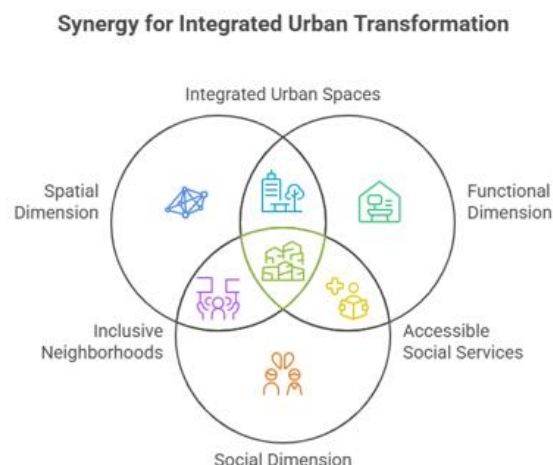 Synergy for Integrated Urban Transformation
Integrated Urban Spaces
Spatial
Dimension
Functional
Dimension
Inclusive
Neighborhoods
Accessible
Social Services
Social Dimension